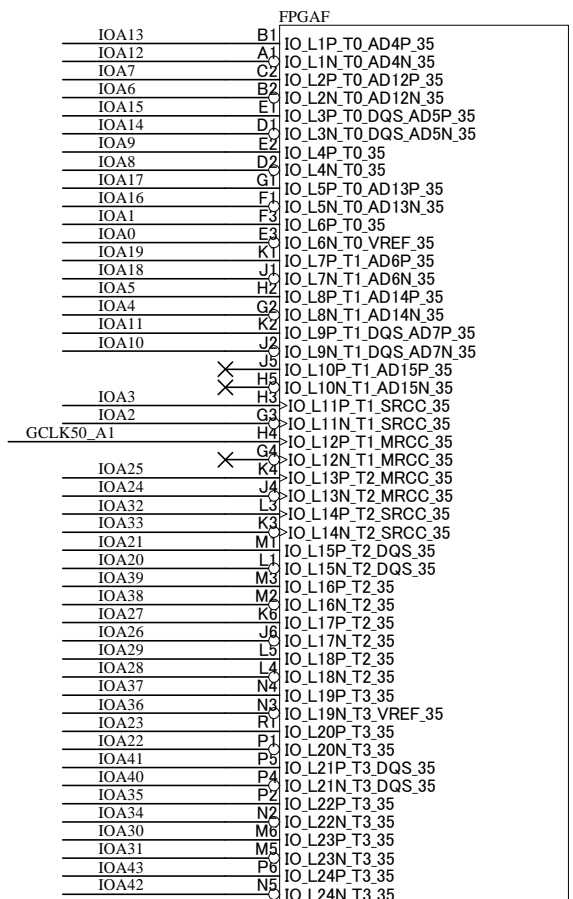 FPGAF
IOA13 B1 IO_L1P_T0_AD4P_35
IOA12 A1 IO_L1N_T0_AD4N_35
IOA7 C2 IO_L2P_T0_AD12P_35
IOA6 B2 IO_L2N_T0_AD12N_35
IOA15 E1 IO_L3P_T0_DQS_AD5P_35
IOA14 D1 IO_L3N_T0_DQS_AD5N_35
IOA9 E2 IO_L4P_T0_35
IOA8 D2 IO_L4N_T0_35
IOA17 G1 IO_L5P_T0_AD13P_35
IOA16 F1 IO_L5N_T0_AD13N_35
IOA1 F3 IO_L6P_T0_35
IOA0 E3 IO_L6N_T0_VREF_35
IOA19 K1 IO_L7P_T1_AD6P_35
IOA18 J1 IO_L7N_T1_AD6N_35
IOA5 H2 IO_L8P_T1_AD14P_35
IOA4 G2 IO_L8N_T1_AD14N_35
IOA11 K2 IO_L9P_T1_DQS_AD7P_35
IOA10 J2 IO_L9N_T1_DQS_AD7N_35
J5 IO_L10P_T1_AD15P_35
H5 IO_L10N_T1_AD15N_35
IOA3 H3 IO_L11P_T1_SRCC_35
IOA2 G3 IO_L11N_T1_SRCC_35
GCLK50_A1 H4 IO_L12P_T1_MRCC_35
G4 IO_L12N_T1_MRCC_35
IOA25 K4 IO_L13P_T2_MRCC_35
IOA24 J4 IO_L13N_T2_MRCC_35
IOA32 L3 IO_L14P_T2_SRCC_35
IOA33 K3 IO_L14N_T2_SRCC_35
IOA21 M1 IO_L15P_T2_DQS_35
IOA20 L1 IO_L15N_T2_DQS_35
IOA39 M3 IO_L16P_T2_35
IOA38 M2 IO_L16N_T2_35
IOA27 K6 IO_L17P_T2_35
IOA26 J6 IO_L17N_T2_35
IOA29 L5 IO_L18P_T2_35
IOA28 L4 IO_L18N_T2_35
IOA37 N4 IO_L19P_T3_35
IOA36 N3 IO_L19N_T3_VREF_35
IOA23 R1 IO_L20P_T3_35
IOA22 P1 IO_L20N_T3_35
IOA41 P5 IO_L21P_T3_DQS_35
IOA40 P4 IO_L21N_T3_DQS_35
IOA35 P2 IO_L22P_T3_35
IOA34 N2 IO_L22N_T3_35
IOA30 M6 IO_L23P_T3_35
IOA31 M5 IO_L23N_T3_35
IOA43 P6 IO_L24P_T3_35
IOA42 N5 IO_L24N_T3_35